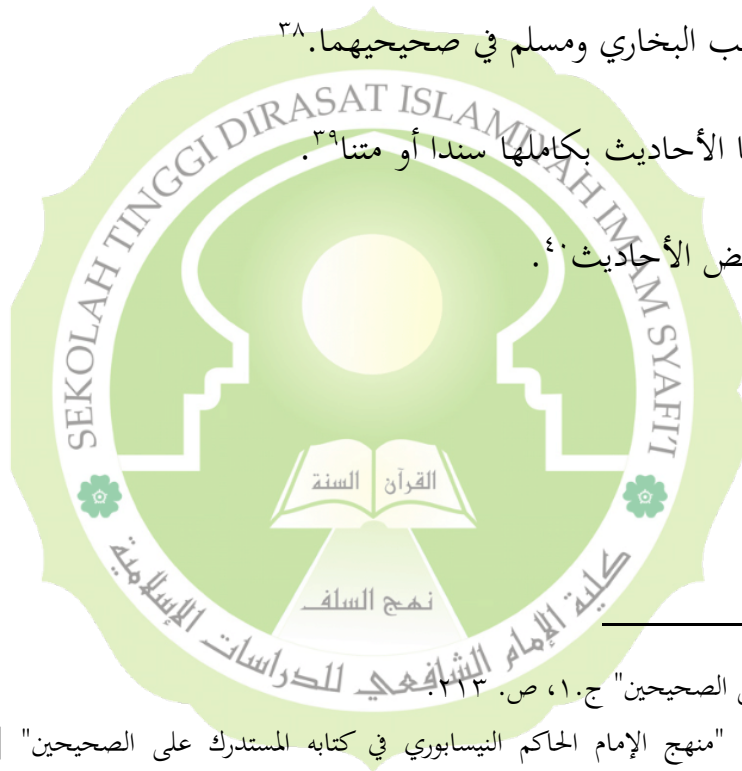 ب البخاري ومسلم في صحيحيهما.٣٨
ا الأحاديث بكاملها سندا أو متنا٣٩.
ض الأحاديث٤٠.
SEKOLAH TINGGI DIRASAT ISLAMIYAH IMAM SYAFI'I
القرآن السنة
نهج السلف
كلية الإمام الشافعي للدراسات الإسلامية
الصحيحين" ج.١، ص. ٢١٣.
"منهج الإمام الحاكم النيسابوري في كتابه المستدرك على الصحيحين"